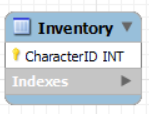 Inventory
CharacterID INT
Indexes